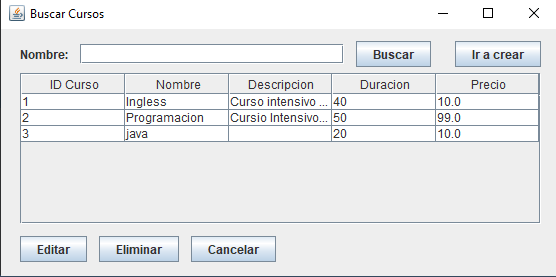 Buscar Cursos
Nombre: Buscar Ir a crear
ID Curso Nombre Descripcion Duracion Precio
1 Ingless Curso intensivo ... 40 10.0
2 Programacion Cursio Intensivo... 50 99.0
3 java 20 10.0
Editar Eliminar Cancelar